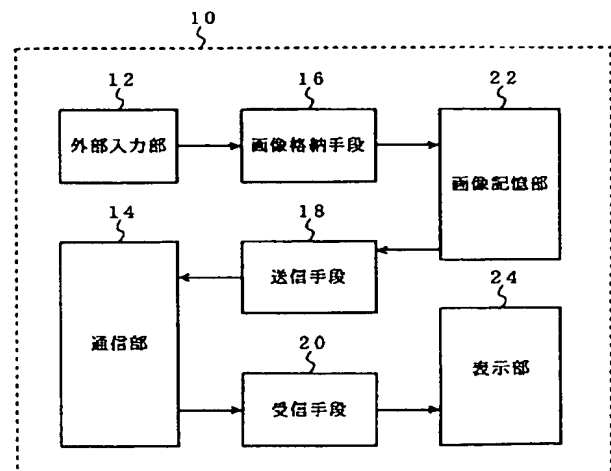 10
12
16
22
外部入力部
画像格納手段
画像記憶部
14
18
送信手段
24
通信部
20
表示部
受信手段